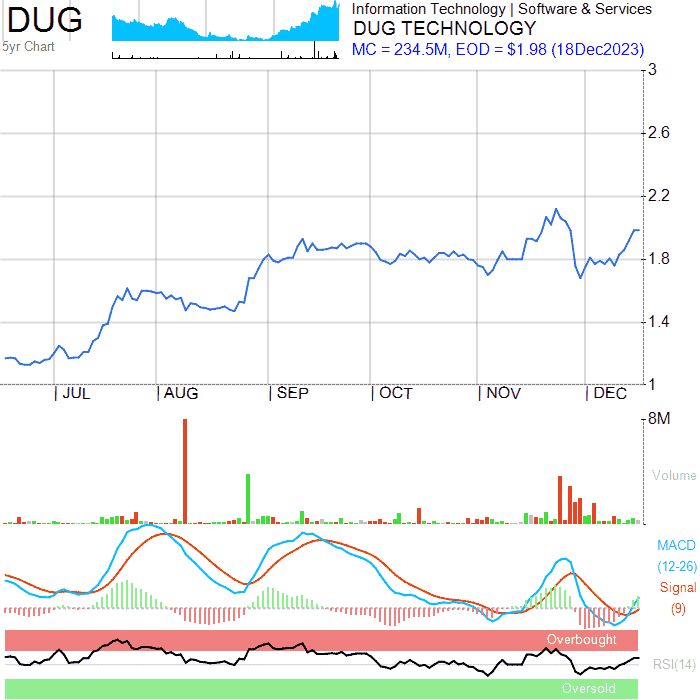 DUG
5yr Chart
Information Technology | Software & Services
DUG TECHNOLOGY
MC = 234.5M, EOD = $1.98 (18Dec2023)
3
2.6
2.2
1.8
1.4
1
| JUL | AUG | SEP | OCT | NOV | DEC
8M
Volume
MACD
(12-26)
Signal
(9)
Overbought
RSI(14)
Oversold